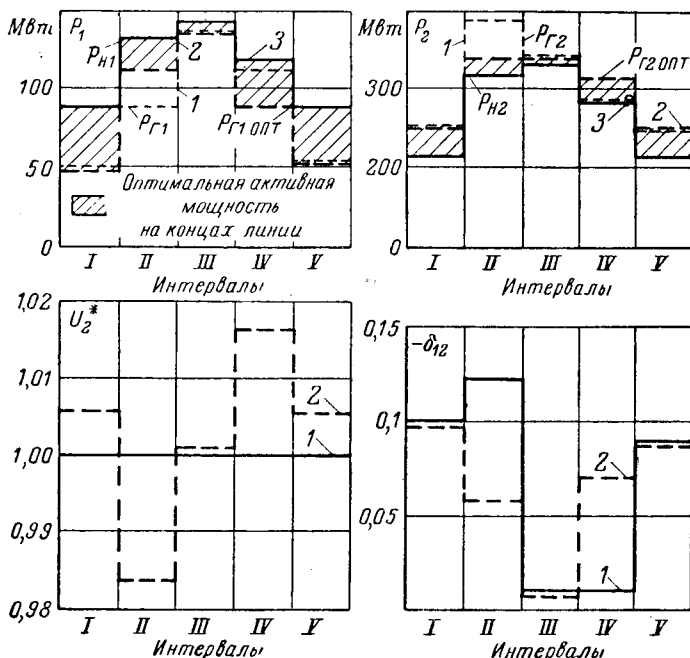 Мвт P₁
Pн1
2
3
100
1
Pг1
Pг1 опт
50
Оптимальная активная
мощность
на концах линии
0
I II III IV V
Интервалы
Мвт P₂
1
Pг2
Pг2 опт
300
Pн2
3
2
200
0
I II III IV V
Интервалы
1,02
U₂*
1,01
2
1
1,00
0,99
0,98
I II III IV V
Интервалы
0,15
-δ₁₂
0,1
2
0,05
1
I II III IV V
Интервалы